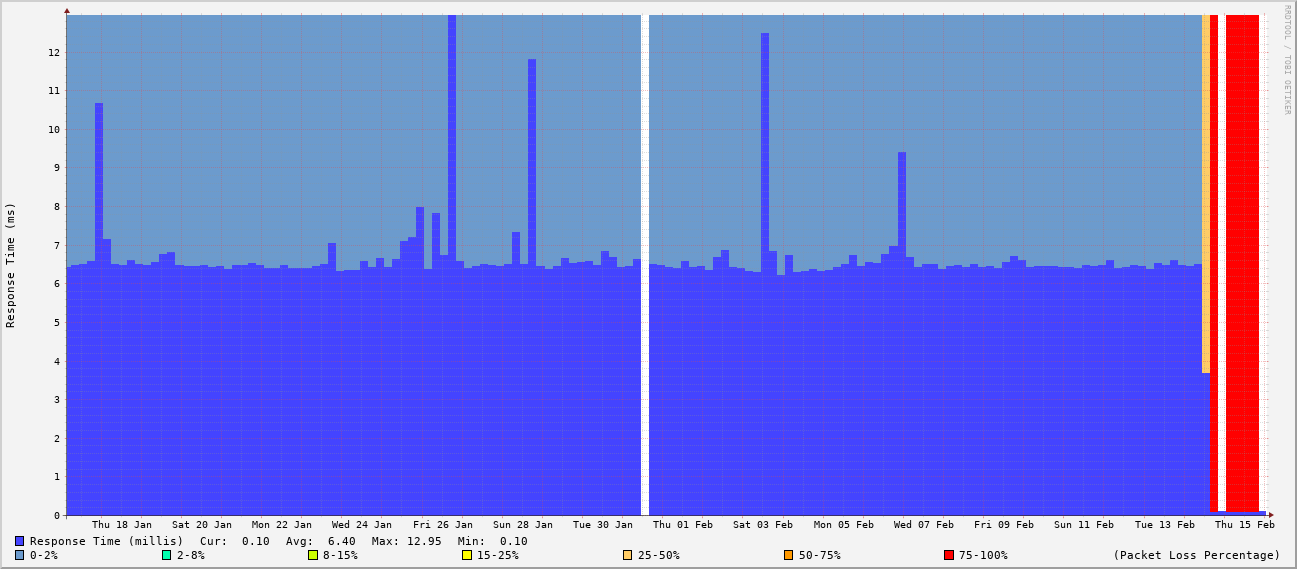 RRDTOOL / TOBI OETIKER
Response Time (ms)
12
11
10
9
8
7
6
5
4
3
2
1
0
Thu 18 Jan Sat 20 Jan Mon 22 Jan Wed 24 Jan Fri 26 Jan Sun 28 Jan Tue 30 Jan Thu 01 Feb Sat 03 Feb Mon 05 Feb Wed 07 Feb Fri 09 Feb Sun 11 Feb Tue 13 Feb Thu 15 Feb
Response Time (millis) Cur: 0.10 Avg: 6.40 Max: 12.95 Min: 0.10
0-2% 2-8% 8-15% 15-25% 25-50% 50-75% 75-100% (Packet Loss Percentage)